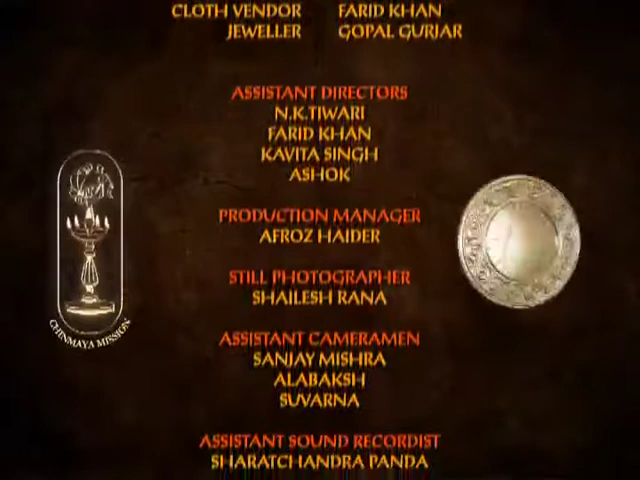 CLOTH VENDOR FARID KHAN
JEWELLER GOPAL GURJAR
ASSISTANT DIRECTORS
N.K.TIWARI
FARID KHAN
KAVITA SINGH
ASHOK
PRODUCTION MANAGER
AFROZ HAIDER
STILL PHOTOGRAPHER
SHAILESH RANA
ASSISTANT CAMERAMEN
SANJAY MISHRA
ALABAKSH
SUVARNA
ASSISTANT SOUND RECORDIST
SHARATCHANDRA PANDA
CHINMAYA MISSION